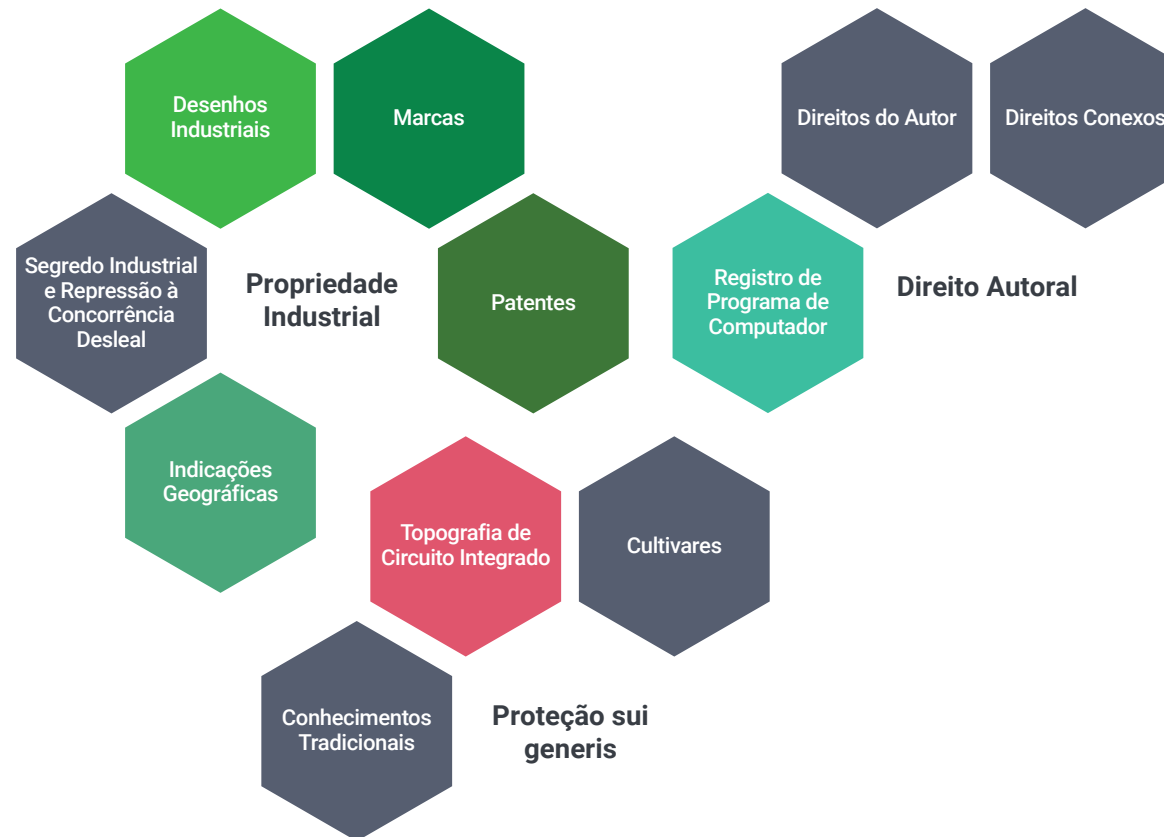 Desenhos
Industriais
Marcas
Direitos do Autor
Direitos Conexos
Segredo Industrial
e Repressão à
Concorrência
Desleal
Propriedade
Industrial
Patentes
Registro de
Programa de
Computador
Direito Autoral
Indicações
Geográficas
Topografia de
Circuito Integrado
Cultivares
Conhecimentos
Tradicionais
Proteção sui
generis